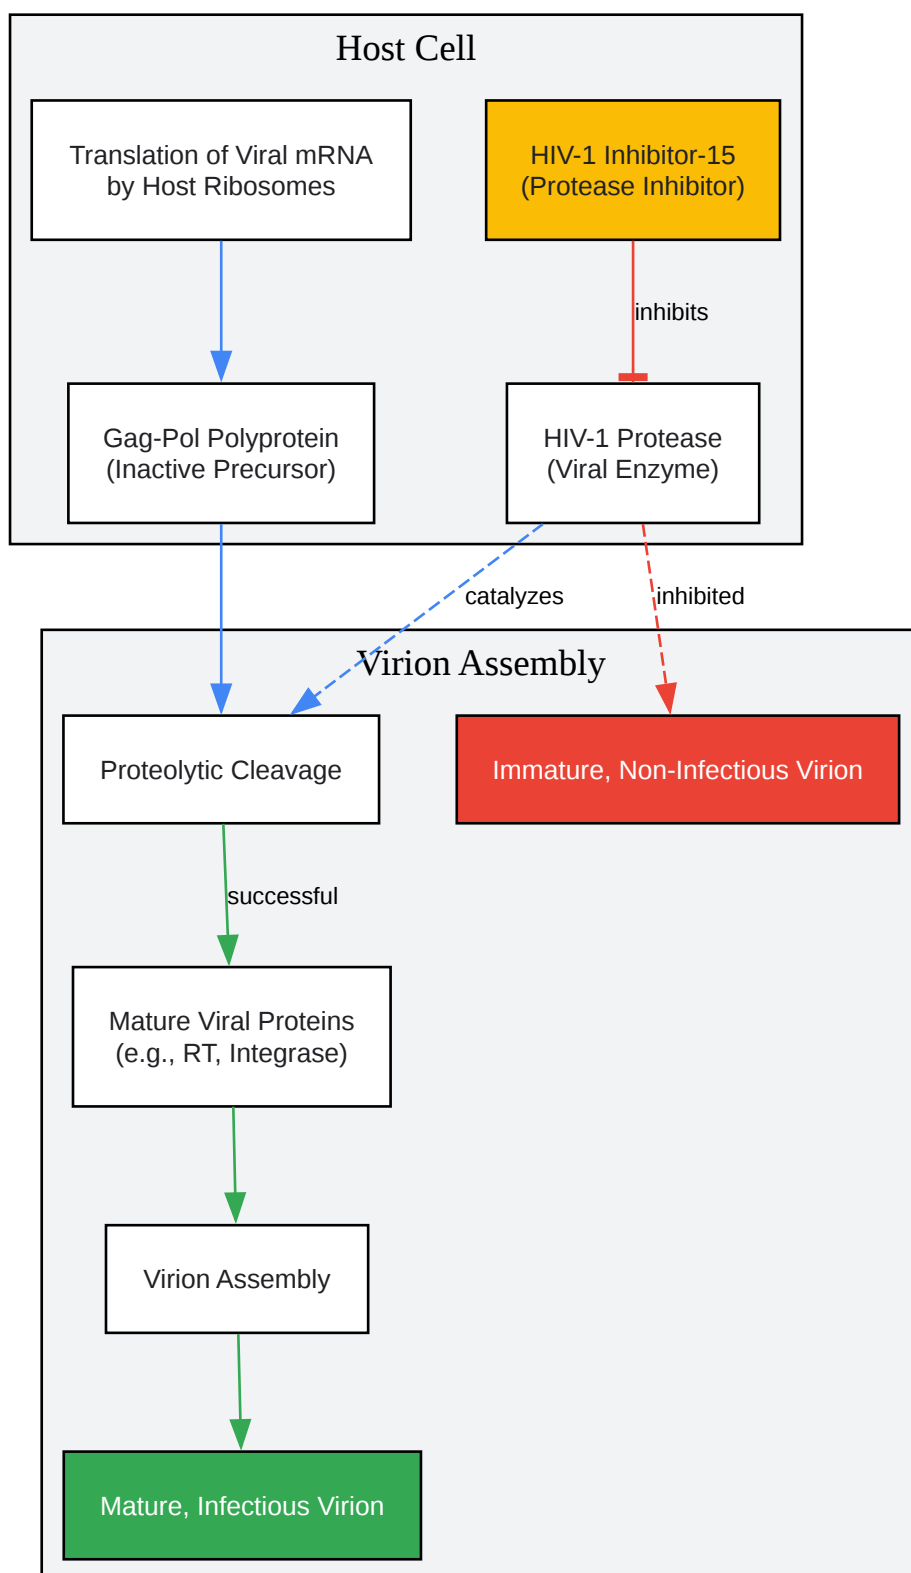 Host Cell
Translation of Viral mRNA
by Host Ribosomes
HIV-1 Inhibitor-15
(Protease Inhibitor)
inhibits
Gag-Pol Polyprotein
(Inactive Precursor)
HIV-1 Protease
(Viral Enzyme)
catalyzes
inhibited
Virion Assembly
Proteolytic Cleavage
Immature, Non-Infectious Virion
successful
Mature Viral Proteins
(e.g., RT, Integrase)
Virion Assembly
Mature, Infectious Virion